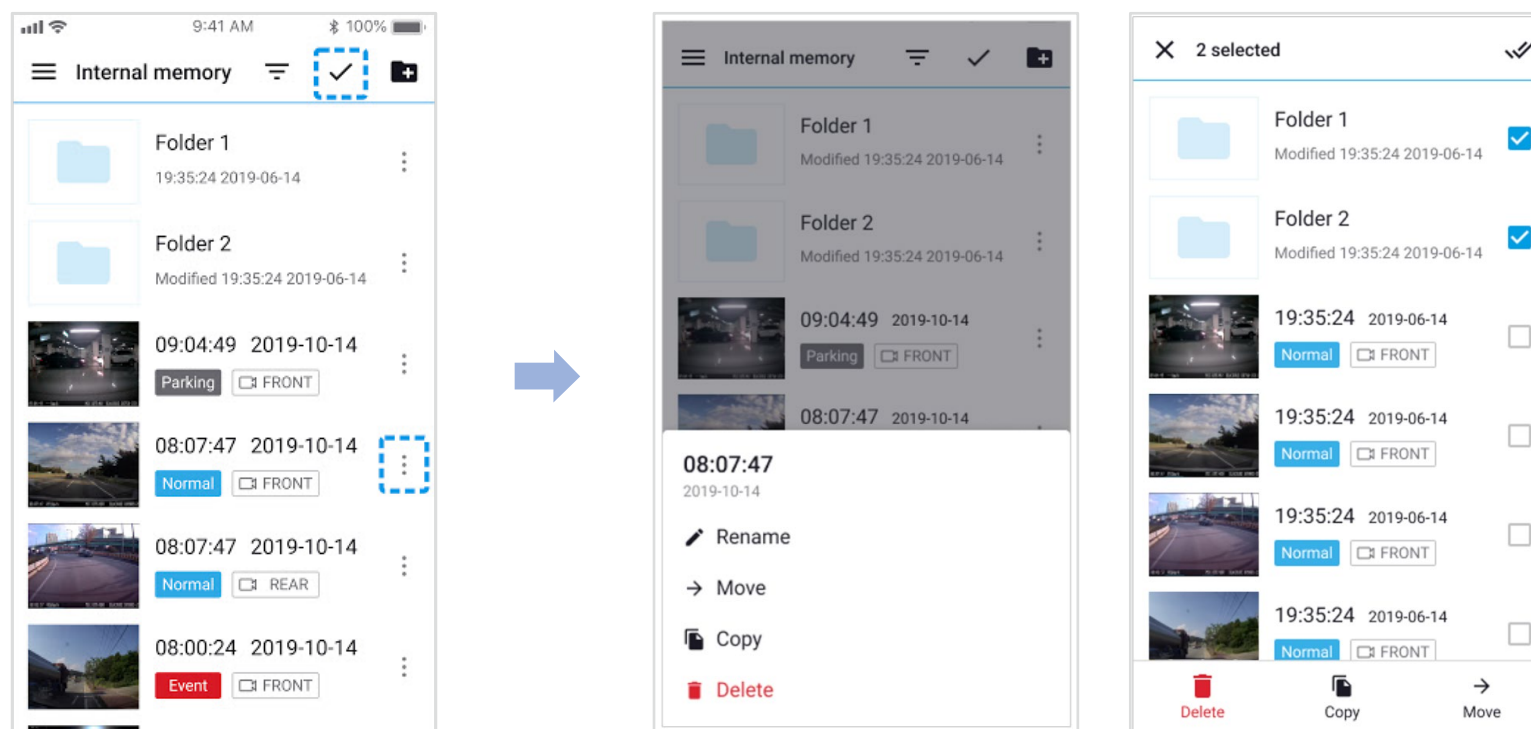 9:41 AM
100%
Internal memory
Folder 1
19:35:24 2019-06-14
Folder 2
Modified 19:35:24 2019-06-14
09:04:49 2019-10-14
Parking FRONT
08:07:47 2019-10-14
Normal FRONT
08:07:47 2019-10-14
Normal REAR
08:00:24 2019-10-14
Event FRONT
Internal memory
Folder 1
Modified 19:35:24 2019-06-14
Folder 2
Modified 19:35:24 2019-06-14
09:04:49 2019-10-14
Parking FRONT
08:07:47 2019-10-14
08:07:47
2019-10-14
Rename
Move
Copy
Delete
2 selected
Folder 1
Modified 19:35:24 2019-06-14
Folder 2
Modified 19:35:24 2019-06-14
19:35:24 2019-06-14
Normal FRONT
19:35:24 2019-06-14
Normal FRONT
19:35:24 2019-06-14
Normal FRONT
19:35:24 2019-06-14
Normal FRONT
Delete Copy Move